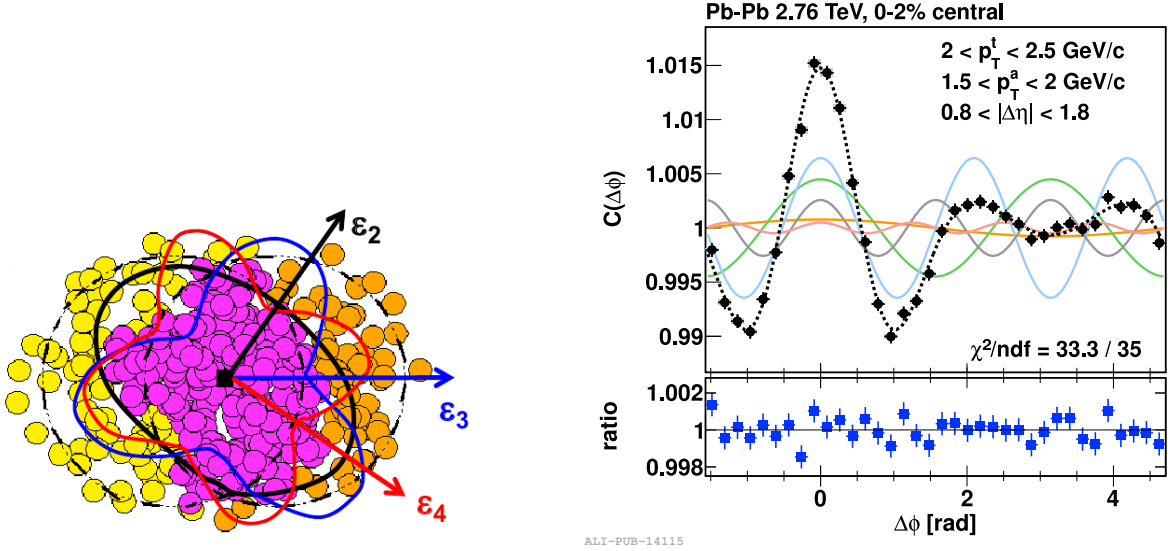 ε2
ε3
ε4
Pb-Pb 2.76 TeV, 0-2% central
2 < p_T^t < 2.5 GeV/c
1.5 < p_T^a < 2 GeV/c
0.8 < |Δη| < 1.8
C(Δϕ)
1.015
1.01
1.005
1
0.995
0.99
χ²/ndf = 33.3 / 35
ratio
1.002
1
0.998
0
2
4
Δϕ [rad]
ALI-PUB-14115